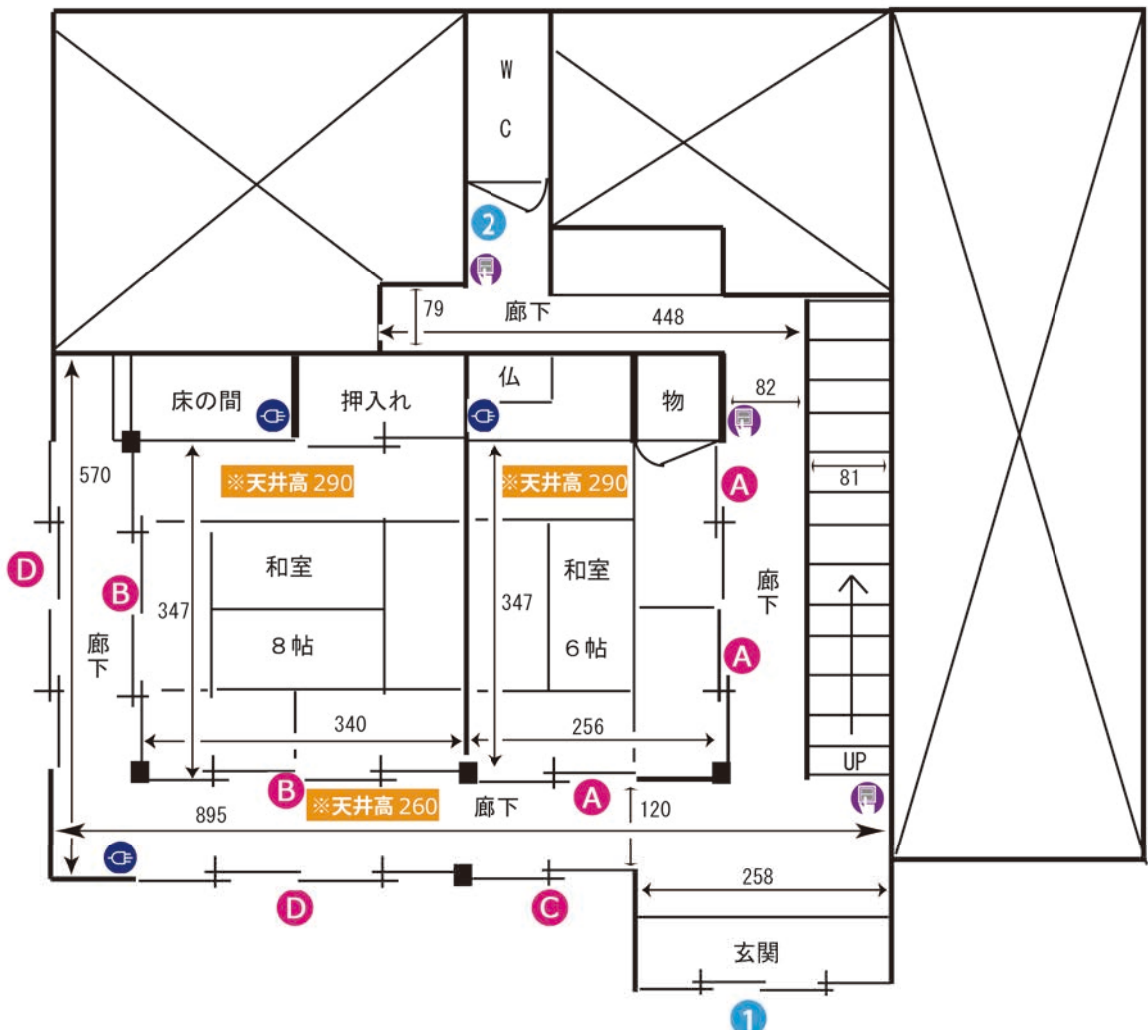 W
C
2
79
廊下
448
床の間
押入れ
仏
物
82
570
※天井高 290
※天井高 290
A
81
D
B
347
和室
8帖
347
和室
6帖
廊下
A
廊下
340
256
UP
B
※天井高 260
廊下
A
120
895
D
C
258
玄関
1